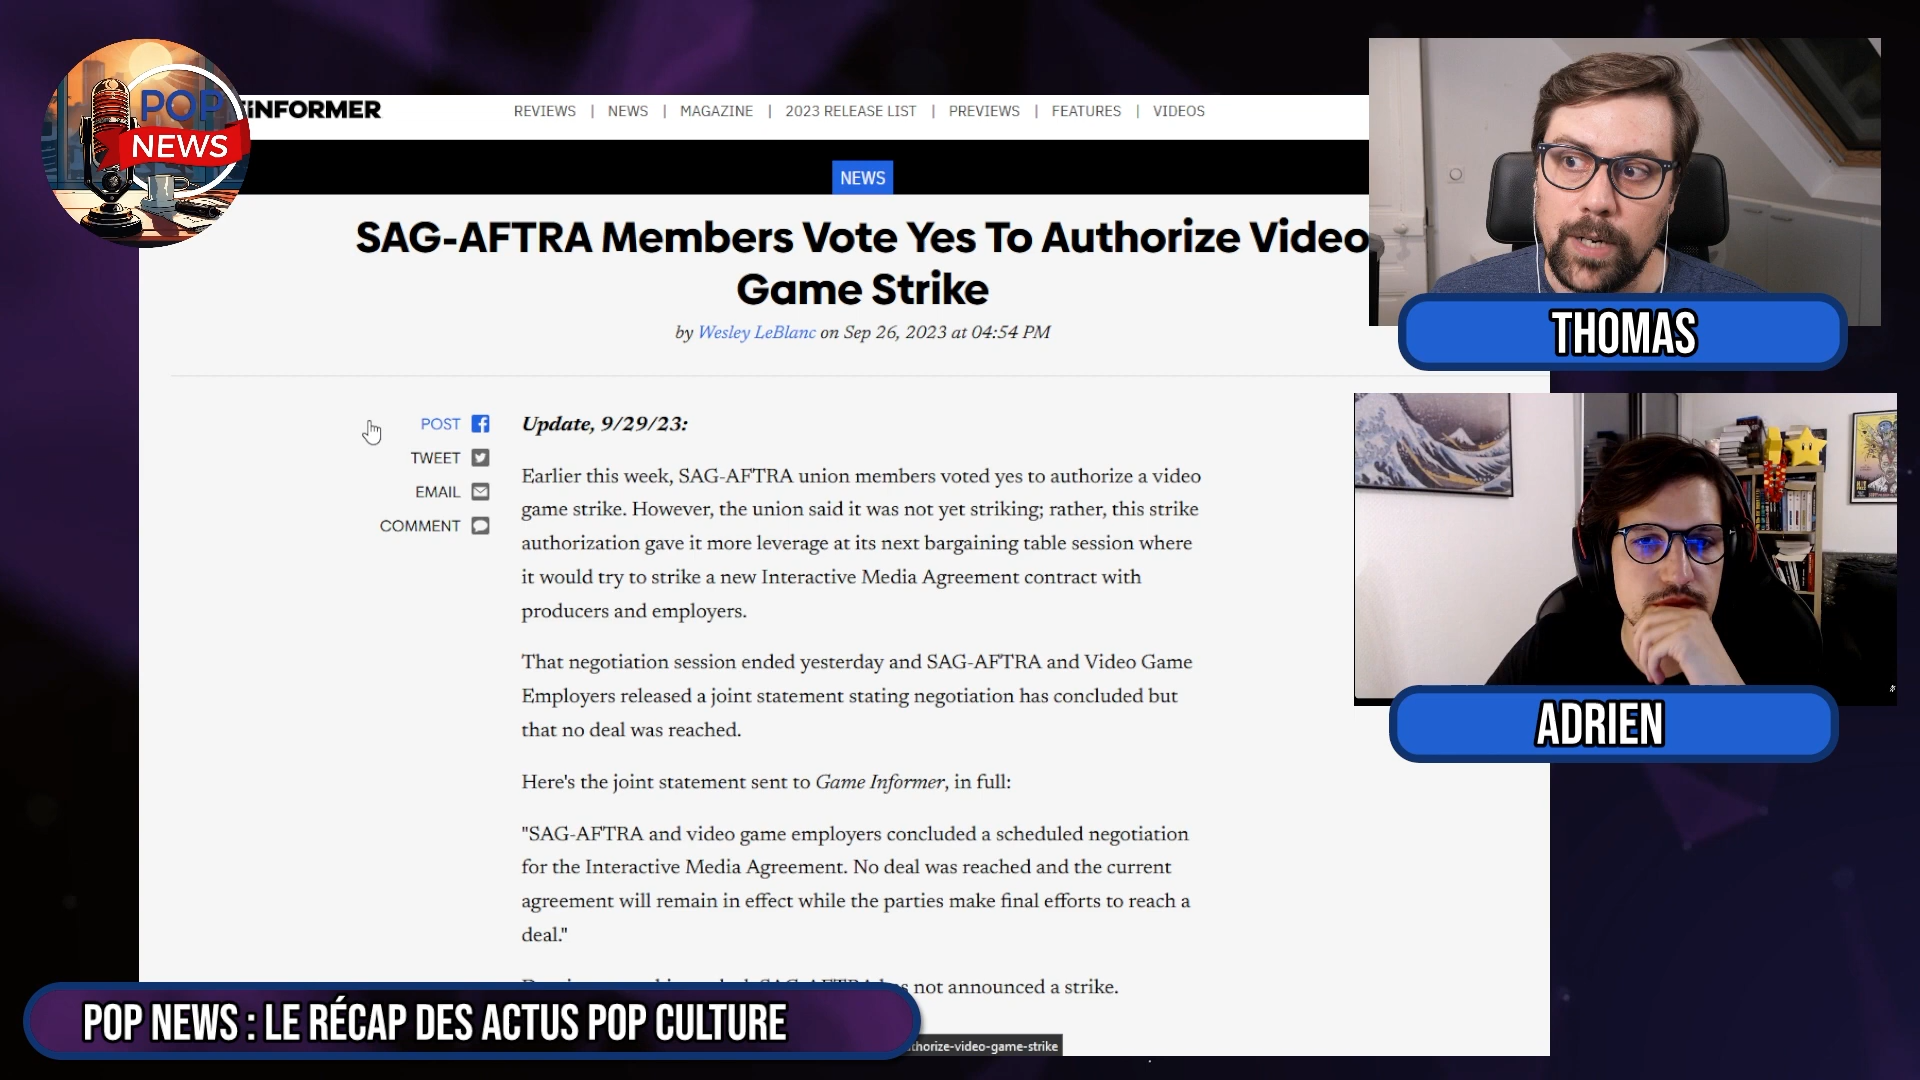 POP
NEWS
INFORMER
REVIEWS | NEWS | MAGAZINE | 2023 RELEASE LIST | PREVIEWS | FEATURES | VIDEOS
NEWS
SAG-AFTRA Members Vote Yes To Authorize Video
Game Strike
by Wesley LeBlanc on Sep 26, 2023 at 04:54 PM
POST
TWEET
EMAIL
COMMENT
Update, 9/29/23:
Earlier this week, SAG-AFTRA union members voted yes to authorize a video
game strike. However, the union said it was not yet striking; rather, this strike
authorization gave it more leverage at its next bargaining table session where
it would try to strike a new Interactive Media Agreement contract with
producers and employers.
That negotiation session ended yesterday and SAG-AFTRA and Video Game
Employers released a joint statement stating negotiation has concluded but
that no deal was reached.
Here's the joint statement sent to Game Informer, in full:
"SAG-AFTRA and video game employers concluded a scheduled negotiation
for the Interactive Media Agreement. No deal was reached and the current
agreement will remain in effect while the parties make final efforts to reach a
deal."
not announced a strike.
thorize-video-game-strike
THOMAS
ADRIEN
POP NEWS : LE RÉCAP DES ACTUS POP CULTURE